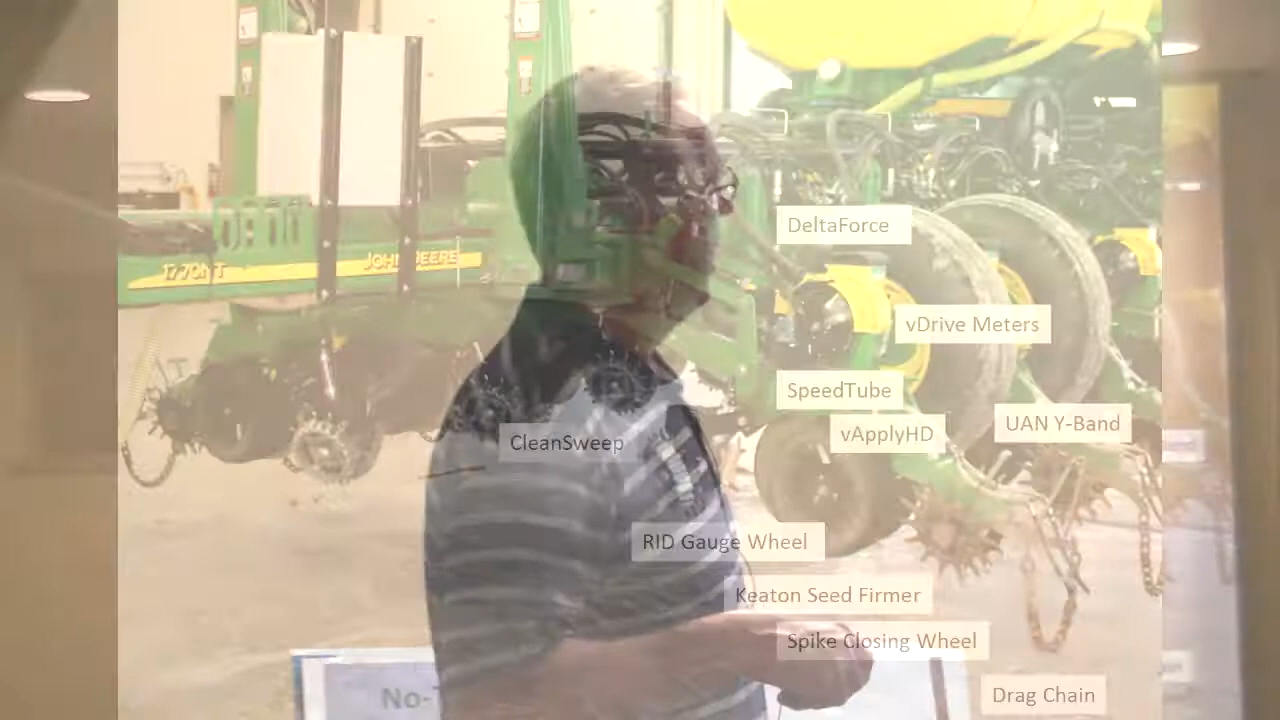 1770NT
JOHN DEERE
DeltaForce
vDrive Meters
SpeedTube
UAN Y-Band
vApplyHD
CleanSweep
RID Gauge Wheel
Keaton Seed Firmer
Spike Closing Wheel
No-
Drag Chain